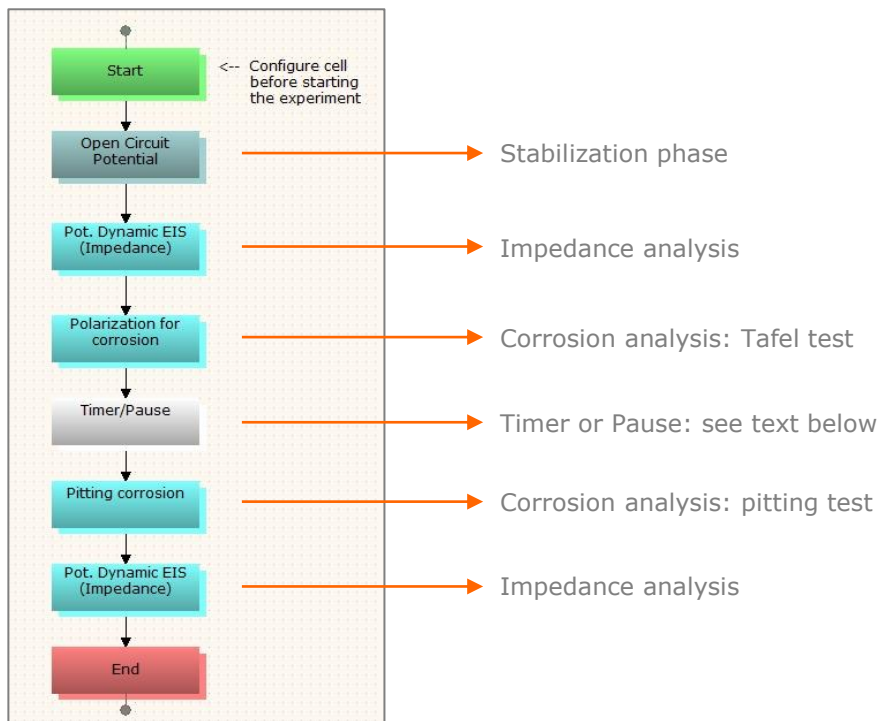 Start
<-- Configure cell
before starting
the experiment
Open Circuit
Potential
Stabilization phase
Pot. Dynamic EIS
(Impedance)
Impedance analysis
Polarization for
corrosion
Corrosion analysis: Tafel test
Timer/Pause
Timer or Pause: see text below
Pitting corrosion
Corrosion analysis: pitting test
Pot. Dynamic EIS
(Impedance)
Impedance analysis
End